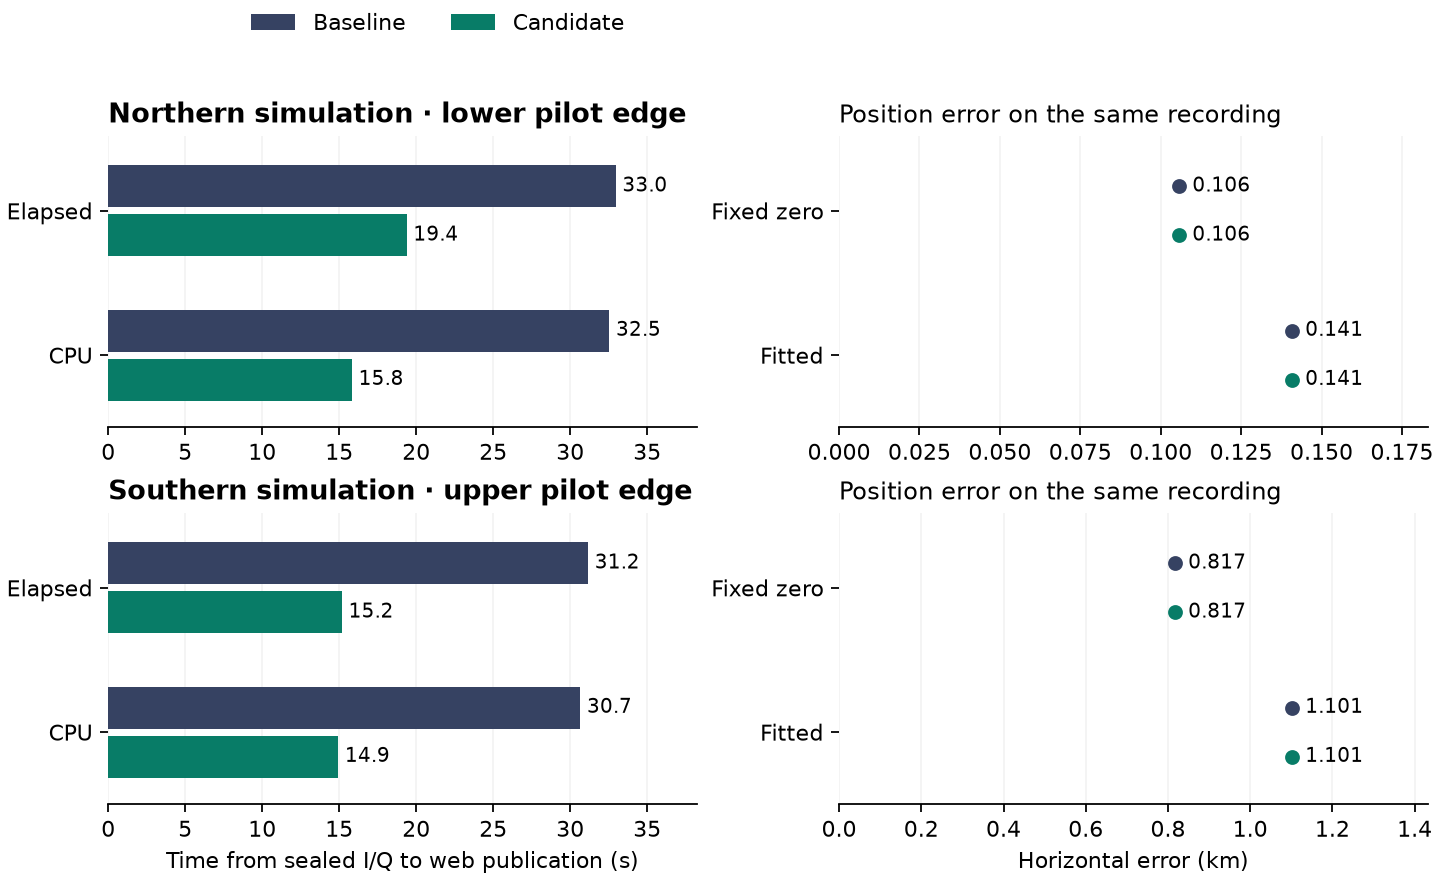 Baseline Candidate
Northern simulation · lower pilot edge
Elapsed
33.0
19.4
CPU
32.5
15.8
0 5 10 15 20 25 30 35
Position error on the same recording
Fixed zero
0.106
0.106
Fitted
0.141
0.141
0.000 0.025 0.050 0.075 0.100 0.125 0.150 0.175
Southern simulation · upper pilot edge
Elapsed
31.2
15.2
CPU
30.7
14.9
0 5 10 15 20 25 30 35
Time from sealed I/Q to web publication (s)
Position error on the same recording
Fixed zero
0.817
0.817
Fitted
1.101
1.101
0.0 0.2 0.4 0.6 0.8 1.0 1.2 1.4
Horizontal error (km)